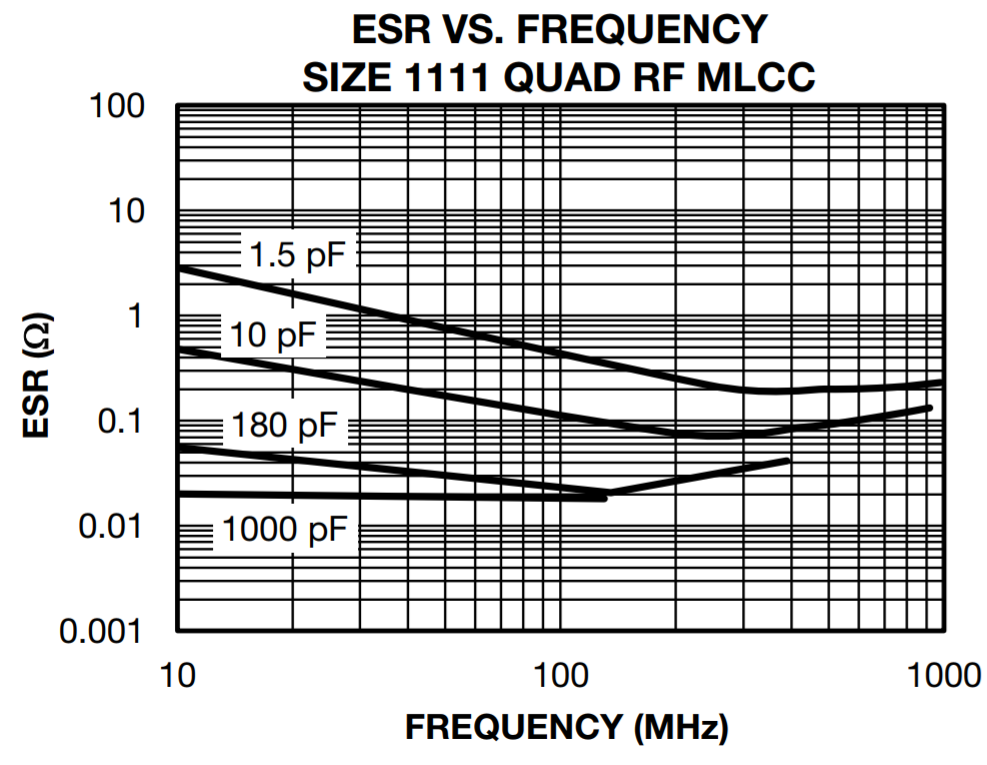 ESR VS. FREQUENCY
SIZE 1111 QUAD RF MLCC
100
10
1
0.1
0.01
0.001
ESR (Ω)
1.5 pF
10 pF
180 pF
1000 pF
10
100
1000
FREQUENCY (MHz)